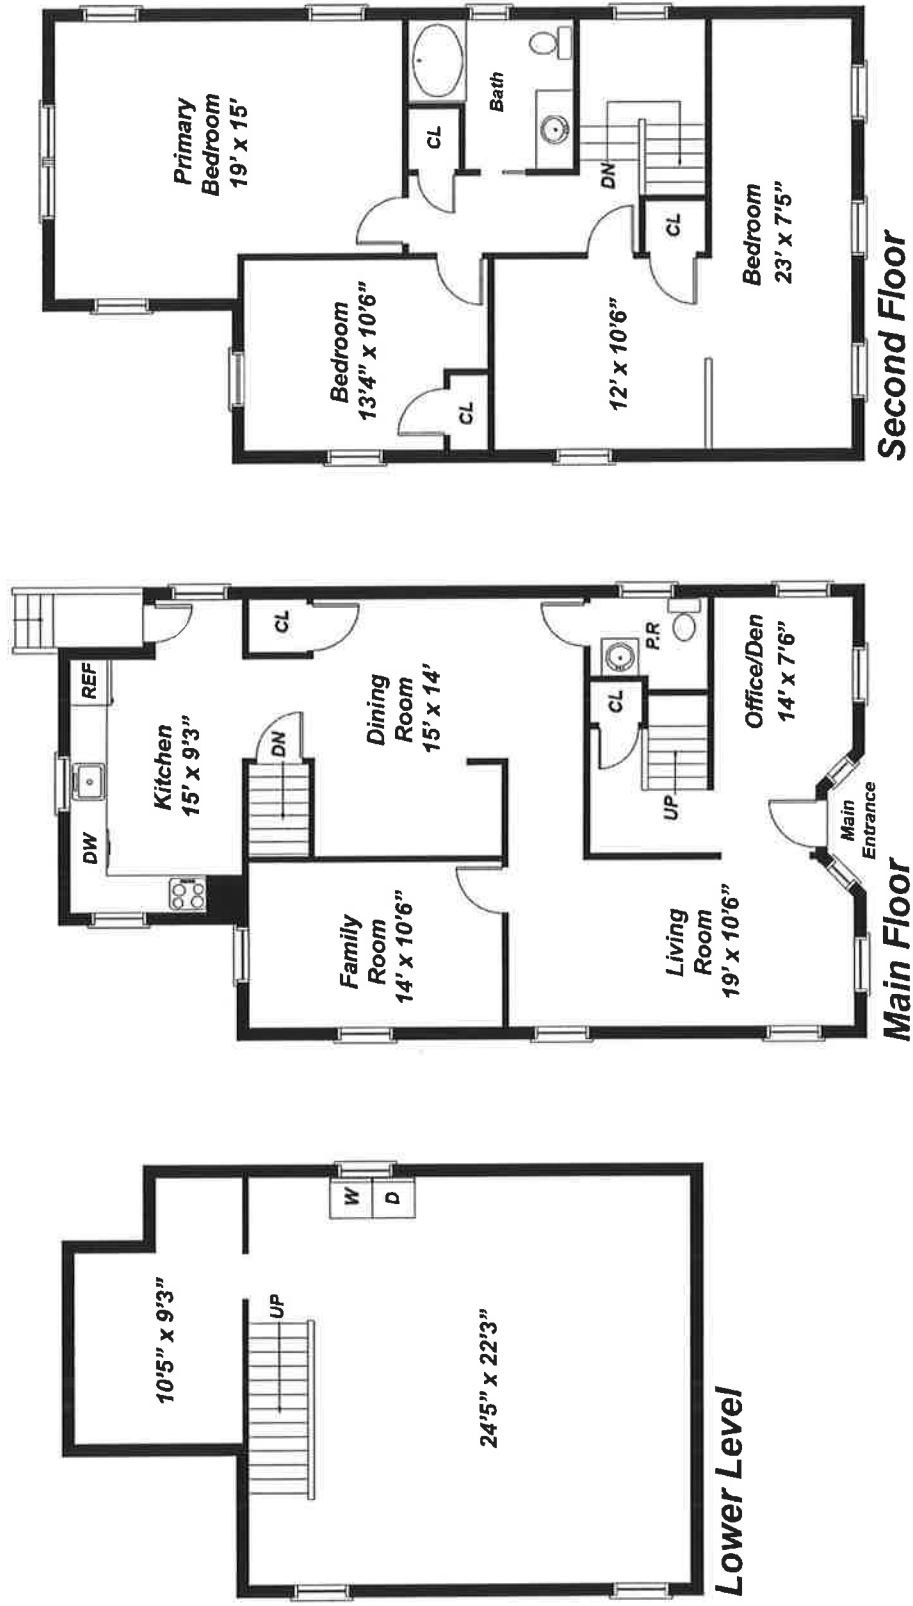 Primary
Bedroom
19' x 15'
Bath
CL
Bedroom
13'4" x 10'6"
CL
DN
CL
12' x 10'6"
Bedroom
23' x 7'5"
Second Floor
REF
DW
Kitchen
15' x 9'3"
CL
DN
Dining
Room
15' x 14'
Family
Room
14' x 10'6"
P.R
CL
UP
Living
Room
19' x 10'6"
Office/Den
14' x 7'6"
Main
Entrance
Main Floor
10'5" x 9'3"
UP
W
D
24'5" x 22'3"
Lower Level